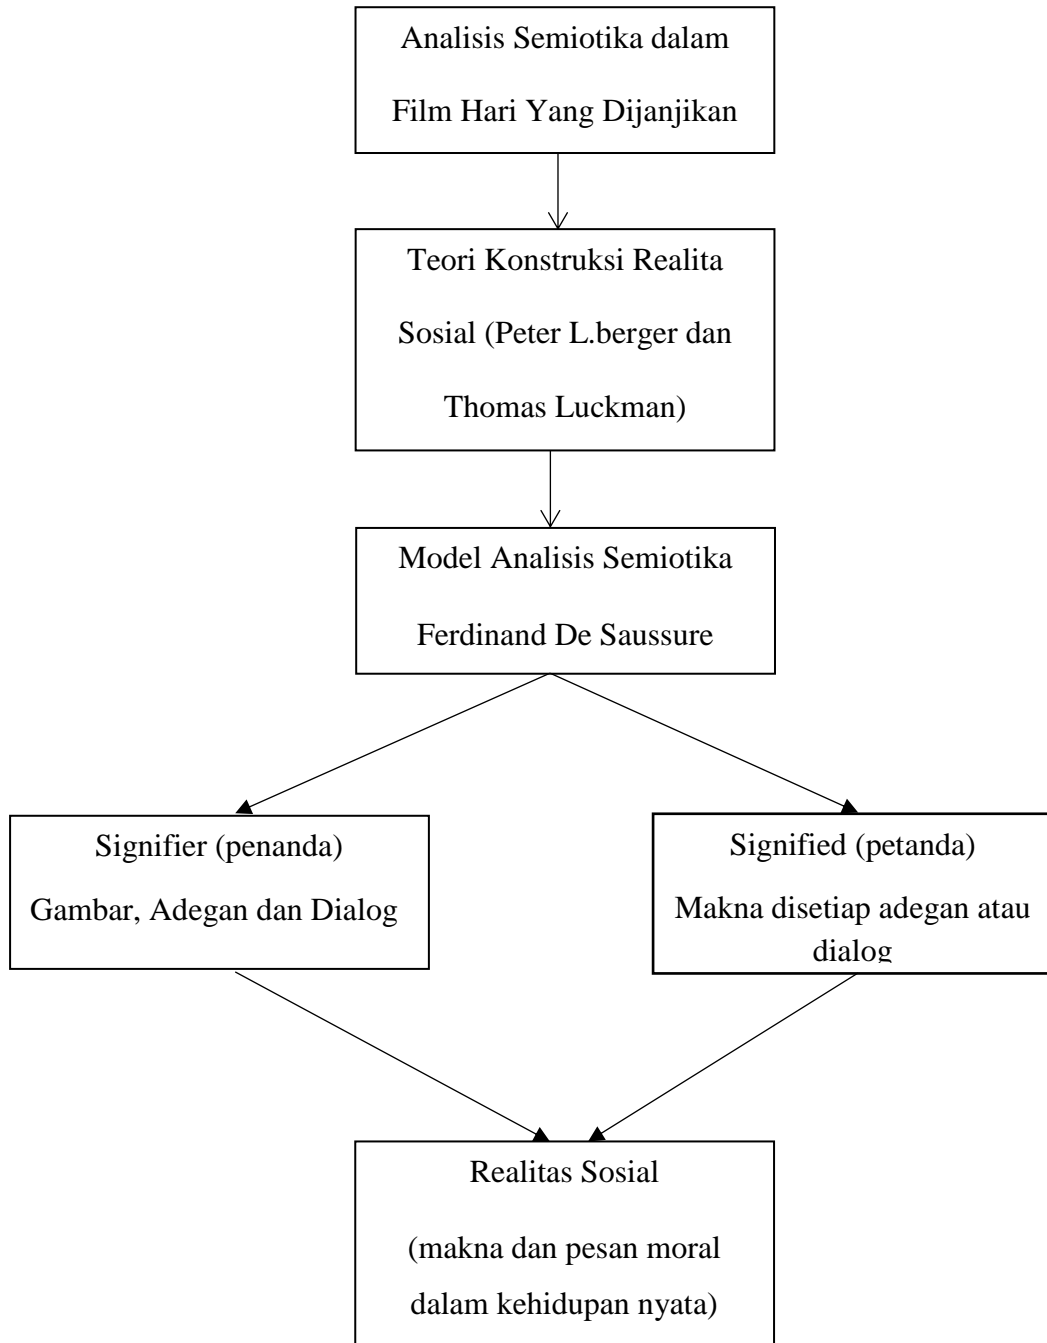 Analisis Semiotika dalam
Film Hari Yang Dijanjikan
Teori Konstruksi Realita
Sosial (Peter L.berger dan
Thomas Luckman)
Model Analisis Semiotika
Ferdinand De Saussure
Signifier (penanda)
Gambar, Adegan dan Dialog
Signified (petanda)
Makna disetiap adegan atau
dialog
Realitas Sosial
(makna dan pesan moral
dalam kehidupan nyata)